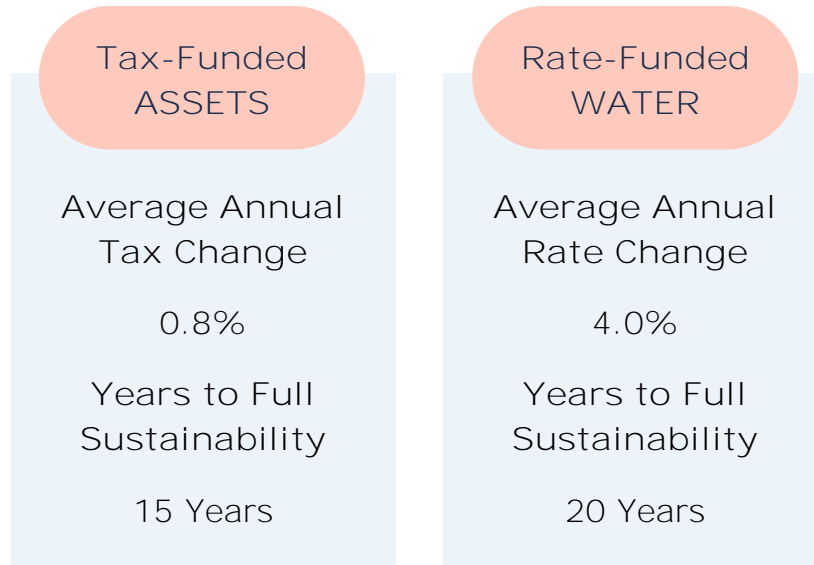 Tax-Funded
ASSETS
Average Annual
Tax Change
0.8%
Years to Full
Sustainability
15 Years
Rate-Funded
WATER
Average Annual
Rate Change
4.0%
Years to Full
Sustainability
20 Years